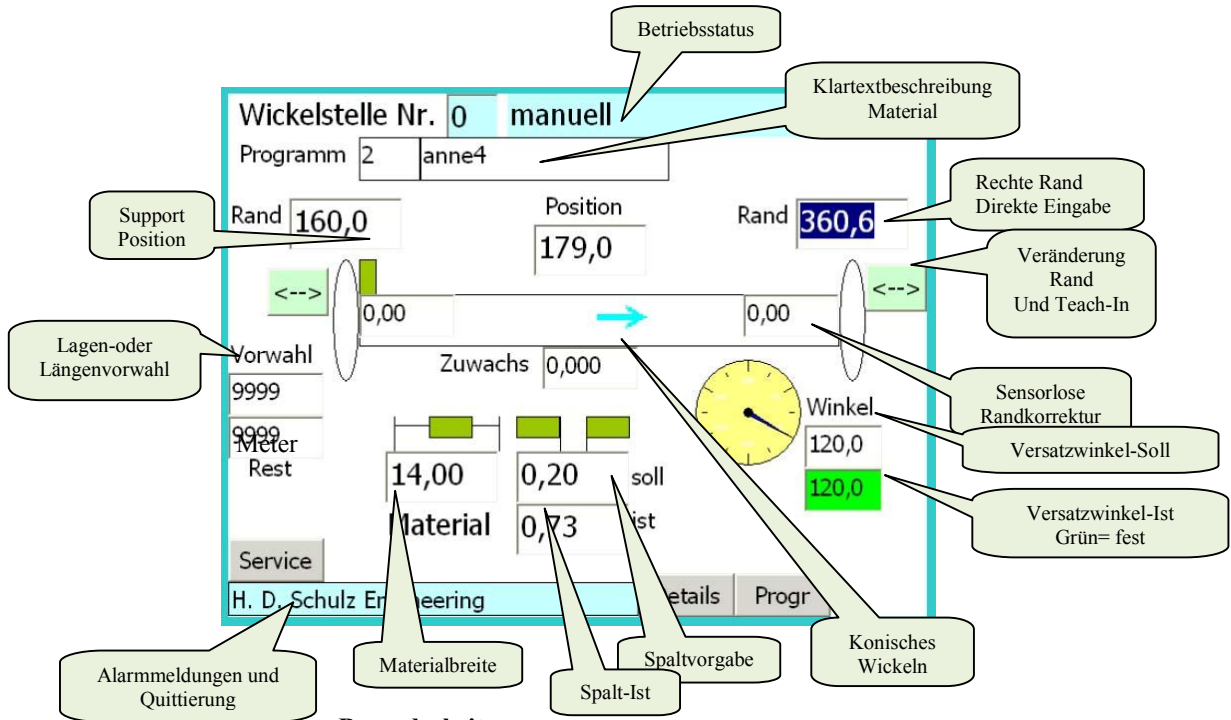 Betriebsstatus
Klartextbeschreibung
Material
Wickelstelle Nr. 0 manuell
Programm 2 anne4
Support
Position
Rand 160,0
Position
179,0
Rand 360,6
Rechte Rand
Direkte Eingabe
Veränderung
Rand
Und Teach-In
<-->
<-->
0,00
0,00
Lagen-oder
Längenvorwahl
Vorwahl
9999
9999
Meter
Rest
Zuwachs 0,000
Sensorlose
Randkorrektur
Winkel
120,0
120,0
Versatzwinkel-Soll
Versatzwinkel-Ist
Grün= fest
14,00
0,20 soll
Material
0,73 ist
Service
H. D. Schulz Engineering
Details
Progr
Alarmmeldungen und
Quittierung
Materialbreite
Spalt-Ist
Spaltvorgabe
Konisches
Wickeln